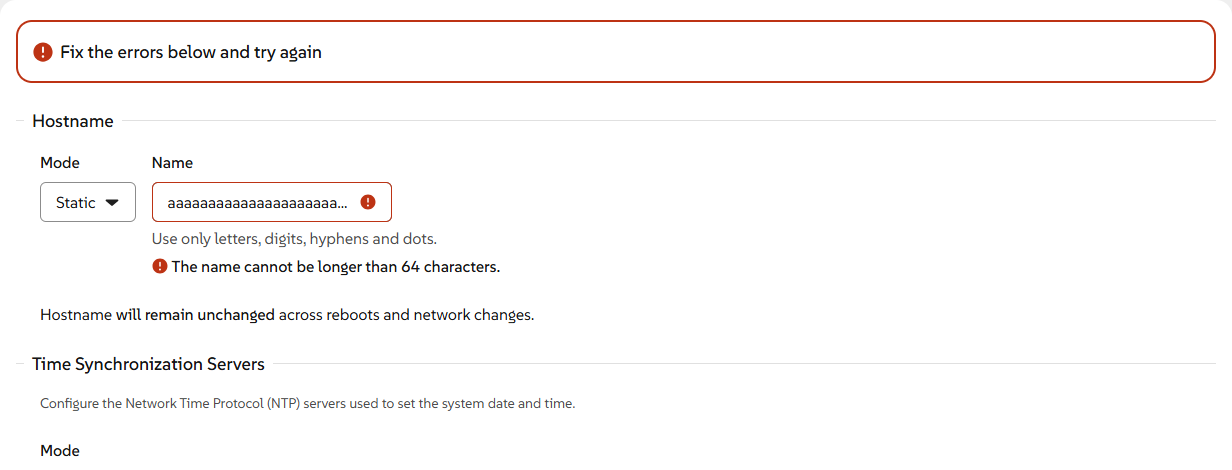 Fix the errors below and try again
Hostname
Mode Name
Static aaaaaaaaaaaaaaaaaaaaaa...
Use only letters, digits, hyphens and dots.
The name cannot be longer than 64 characters.
Hostname will remain unchanged across reboots and network changes.
Time Synchronization Servers
Configure the Network Time Protocol (NTP) servers used to set the system date and time.
Mode